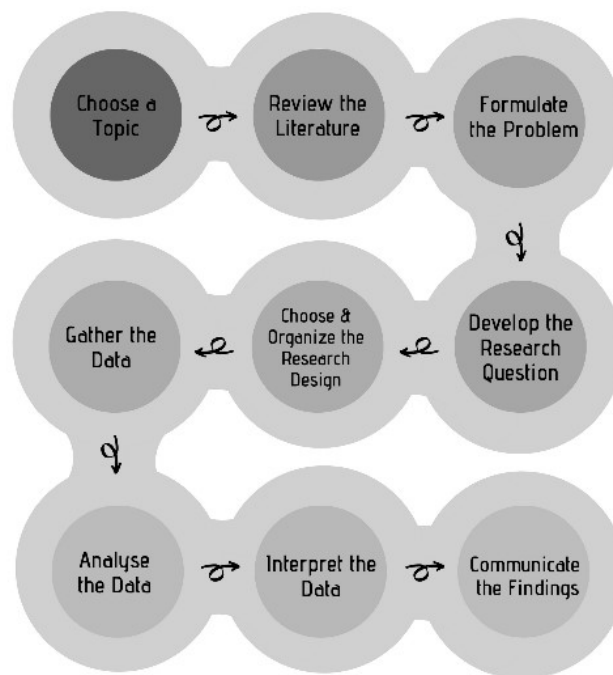 Choose a
Topic
Review the
Literature
Formulate
the Problem
Develop the
Research
Question
Choose &
Organize the
Research
Design
Gather the
Data
Analyse
the Data
Interpret the
Data
Communicate
the Findings